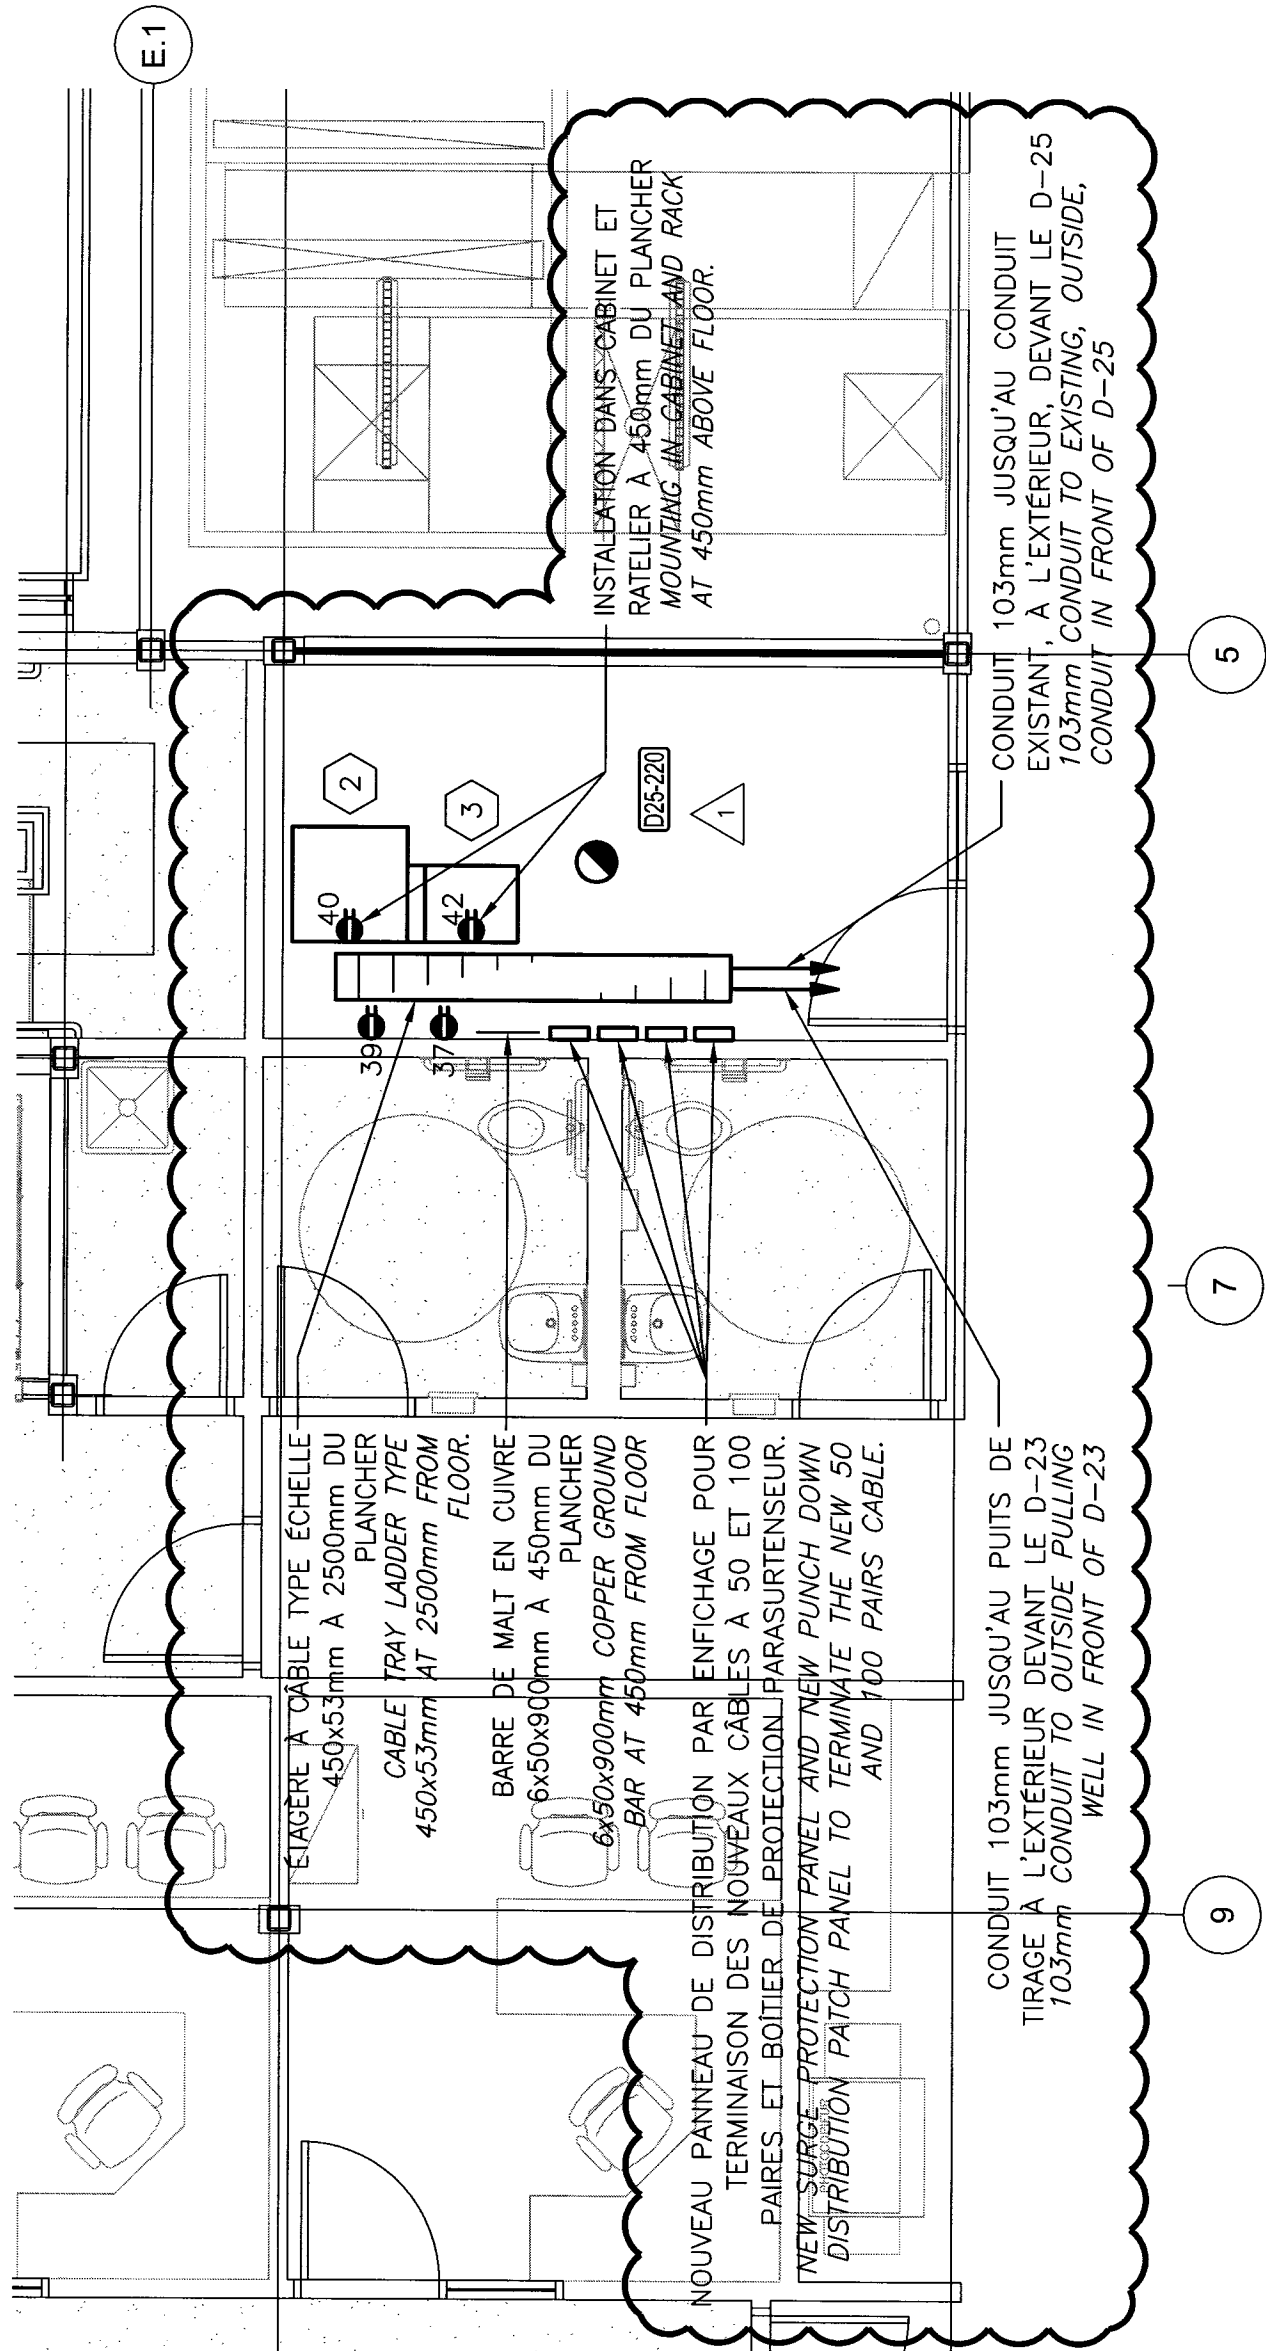 E.1
INSTALLATION DANS CABINET ET
RATELIER À 450mm DU PLANCHER
MOUNTING IN CABINET AND RACK
AT 450mm ABOVE FLOOR.
CONDUIT 103mm JUSQU'AU CONDUIT
EXISTANT, À L'EXTÉRIEUR, DEVANT LE D-25
103mm CONDUIT TO EXISTING, OUTSIDE,
CONDUIT IN FRONT OF D-25
2
3
40
42
39
37
D25-220
1
5
7
9
ÉTAGÈRE À CÂBLE TYPE ÉCHELLE
450x53mm À 2500mm DU
PLANCHER
CABLE TRAY LADDER TYPE
450x53mm AT 2500mm FROM
FLOOR.
BARRE DE MALT EN CUIVRE
6x50x900mm À 450mm DU
PLANCHER
6x50x900mm COPPER GROUND
BAR AT 450mm FROM FLOOR
NOUVEAU PANNEAU DE DISTRIBUTION PAR ENFICHAGE POUR
TERMINAISON DES NOUVEAUX CÂBLES À 50 ET 100
PAIRES ET BOÎTIER DE PROTECTION PARASURTENSEUR.
NEW SURGE PROTECTION PANEL AND NEW PUNCH DOWN
DISTRIBUTION PATCH PANEL TO TERMINATE THE NEW 50
AND 100 PAIRS CABLE.
PHOTOCOPIEUR
CONDUIT 103mm JUSQU'AU PUITS DE
TIRAGE À L'EXTÉRIEUR DEVANT LE D-23
103mm CONDUIT TO OUTSIDE PULLING
WELL IN FRONT OF D-23